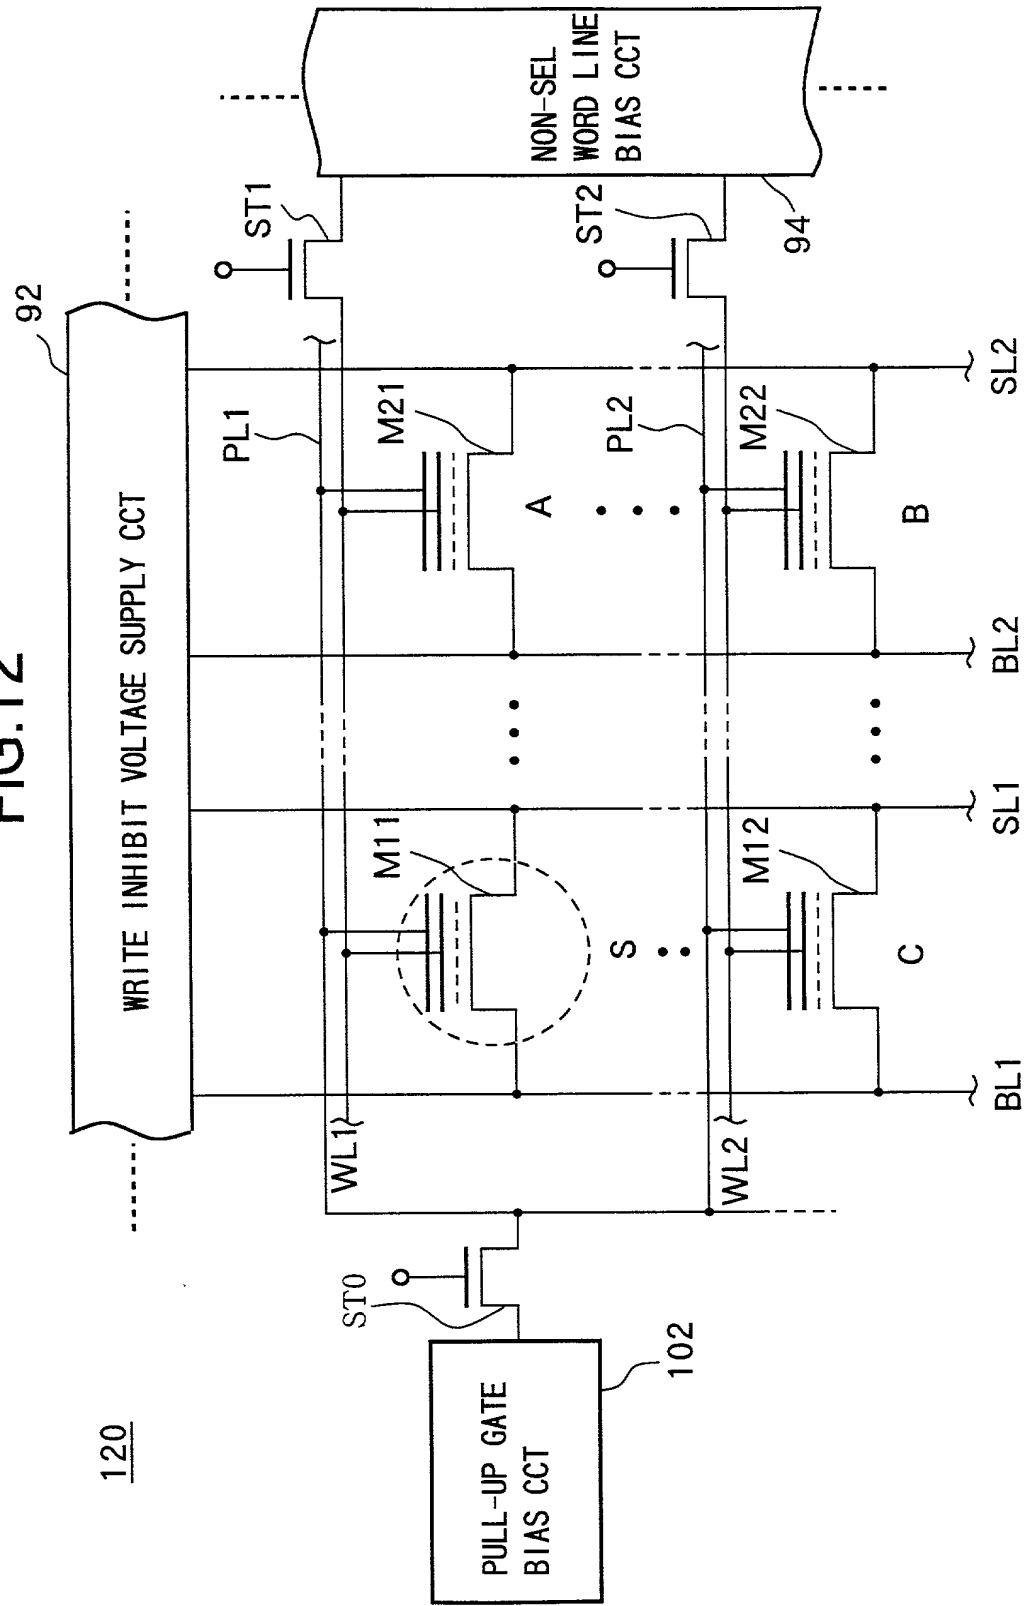 FIG.12
120
WRITE INHIBIT VOLTAGE SUPPLY CCT
92
PULL-UP GATE
BIAS CCT
102
ST0
WL1
PL1
ST1
M11
M21
S
A
NON-SEL
WORD LINE
BIAS CCT
94
WL2
PL2
ST2
M12
M22
C
B
BL1
SL1
BL2
SL2